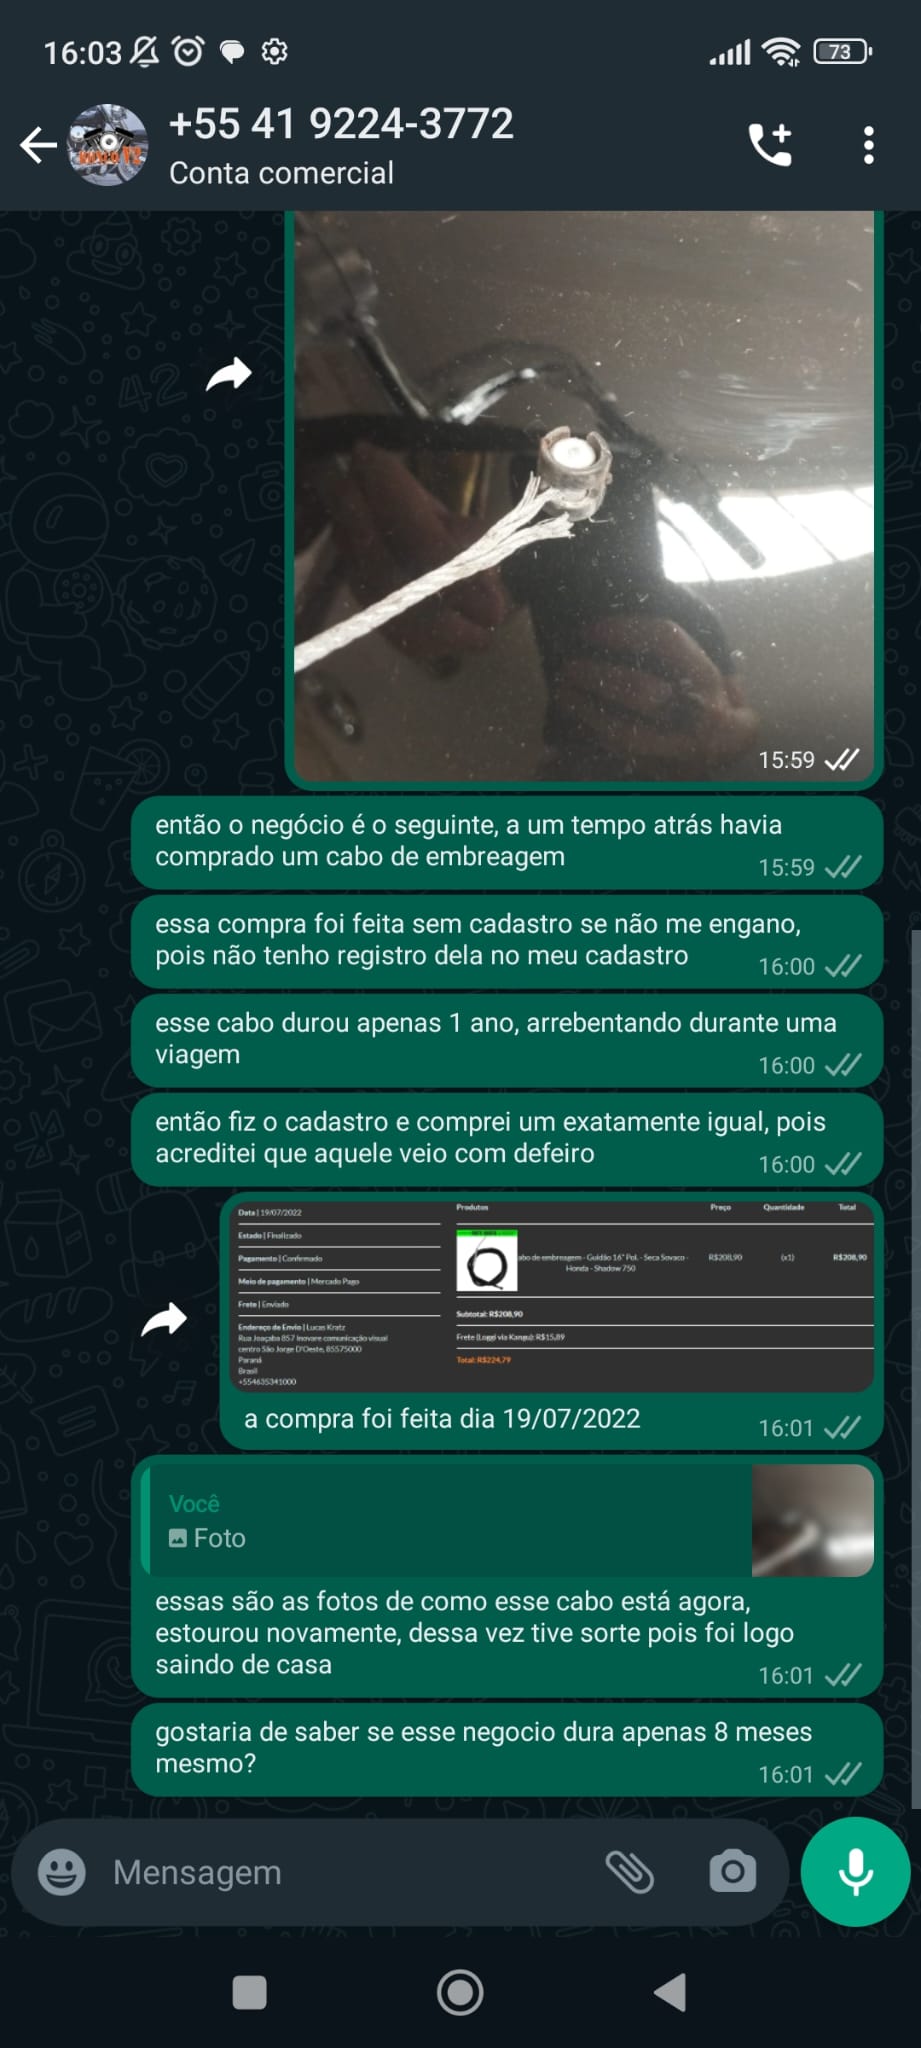 16:03
73
+55 41 9224-3772
Conta comercial
15:59
então o negócio é o seguinte, a um tempo atrás havia
comprado um cabo de embreagem
15:59
essa compra foi feita sem cadastro se não me engano,
pois não tenho registro dela no meu cadastro
16:00
esse cabo durou apenas 1 ano, arrebentando durante uma
viagem
16:00
então fiz o cadastro e comprei um exatamente igual, pois
acreditei que aquele veio com defeiro
16:00
Data | 19/07/2022
Estado | Finalizado
Pagamento | Confirmado
Meio de pagamento | Mercado Pago
Frete | Enviado
Endereço de Envio | Lucas Kratz
Rua Joaçaba 857 Inovare comunicação visual
centro São Jorge D'Oeste, 85575000
Paraná
Brasil
+554635341000
Produtos Preço Quantidade Total
abo de embreagem - Guidão 16" Pol. - Seca Sovaco - R$208,90 (x1) R$208,90
Honda - Shadow 750
Subtotal: R$208,90
Frete (Loggi via Kangu): R$15,89
Total: R$224,79
a compra foi feita dia 19/07/2022
16:01
Você
Foto
essas são as fotos de como esse cabo está agora,
estourou novamente, dessa vez tive sorte pois foi logo
saindo de casa
16:01
gostaria de saber se esse negocio dura apenas 8 meses
mesmo?
16:01
Mensagem